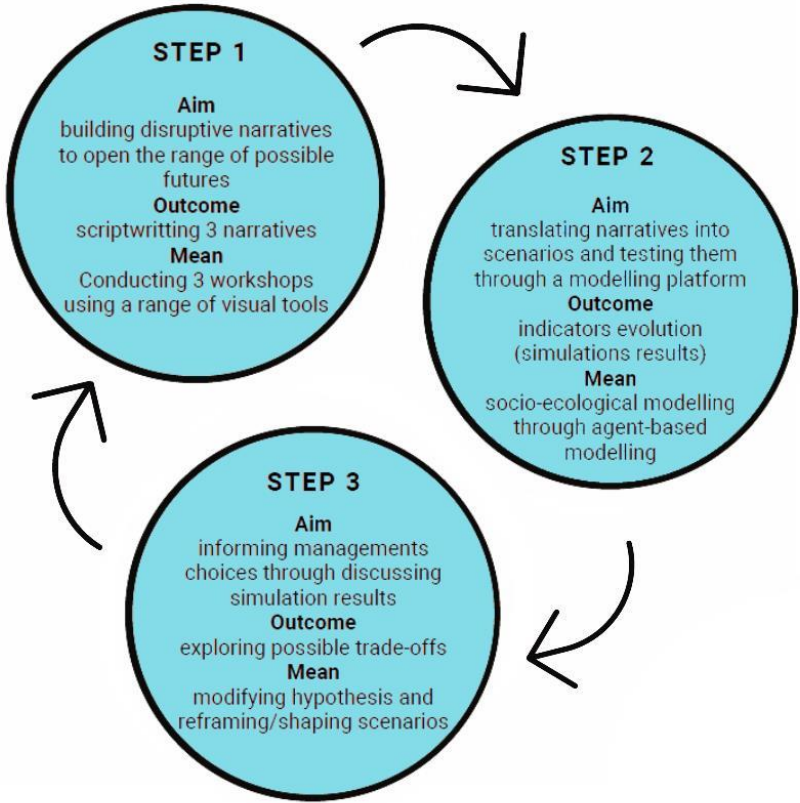 STEP 1
Aim
building disruptive narratives
to open the range of possible
futures
Outcome
scriptwritting 3 narratives
Mean
Conducting 3 workshops
using a range of visual tools
STEP 2
Aim
translating narratives into
scenarios and testing them
through a modelling platform
Outcome
indicators evolution
(simulations results)
Mean
socio-ecological modelling
through agent-based
modelling
STEP 3
Aim
informing managements
choices through discussing
simulation results
Outcome
exploring possible trade-offs
Mean
modifying hypothesis and
reframing/shaping scenarios